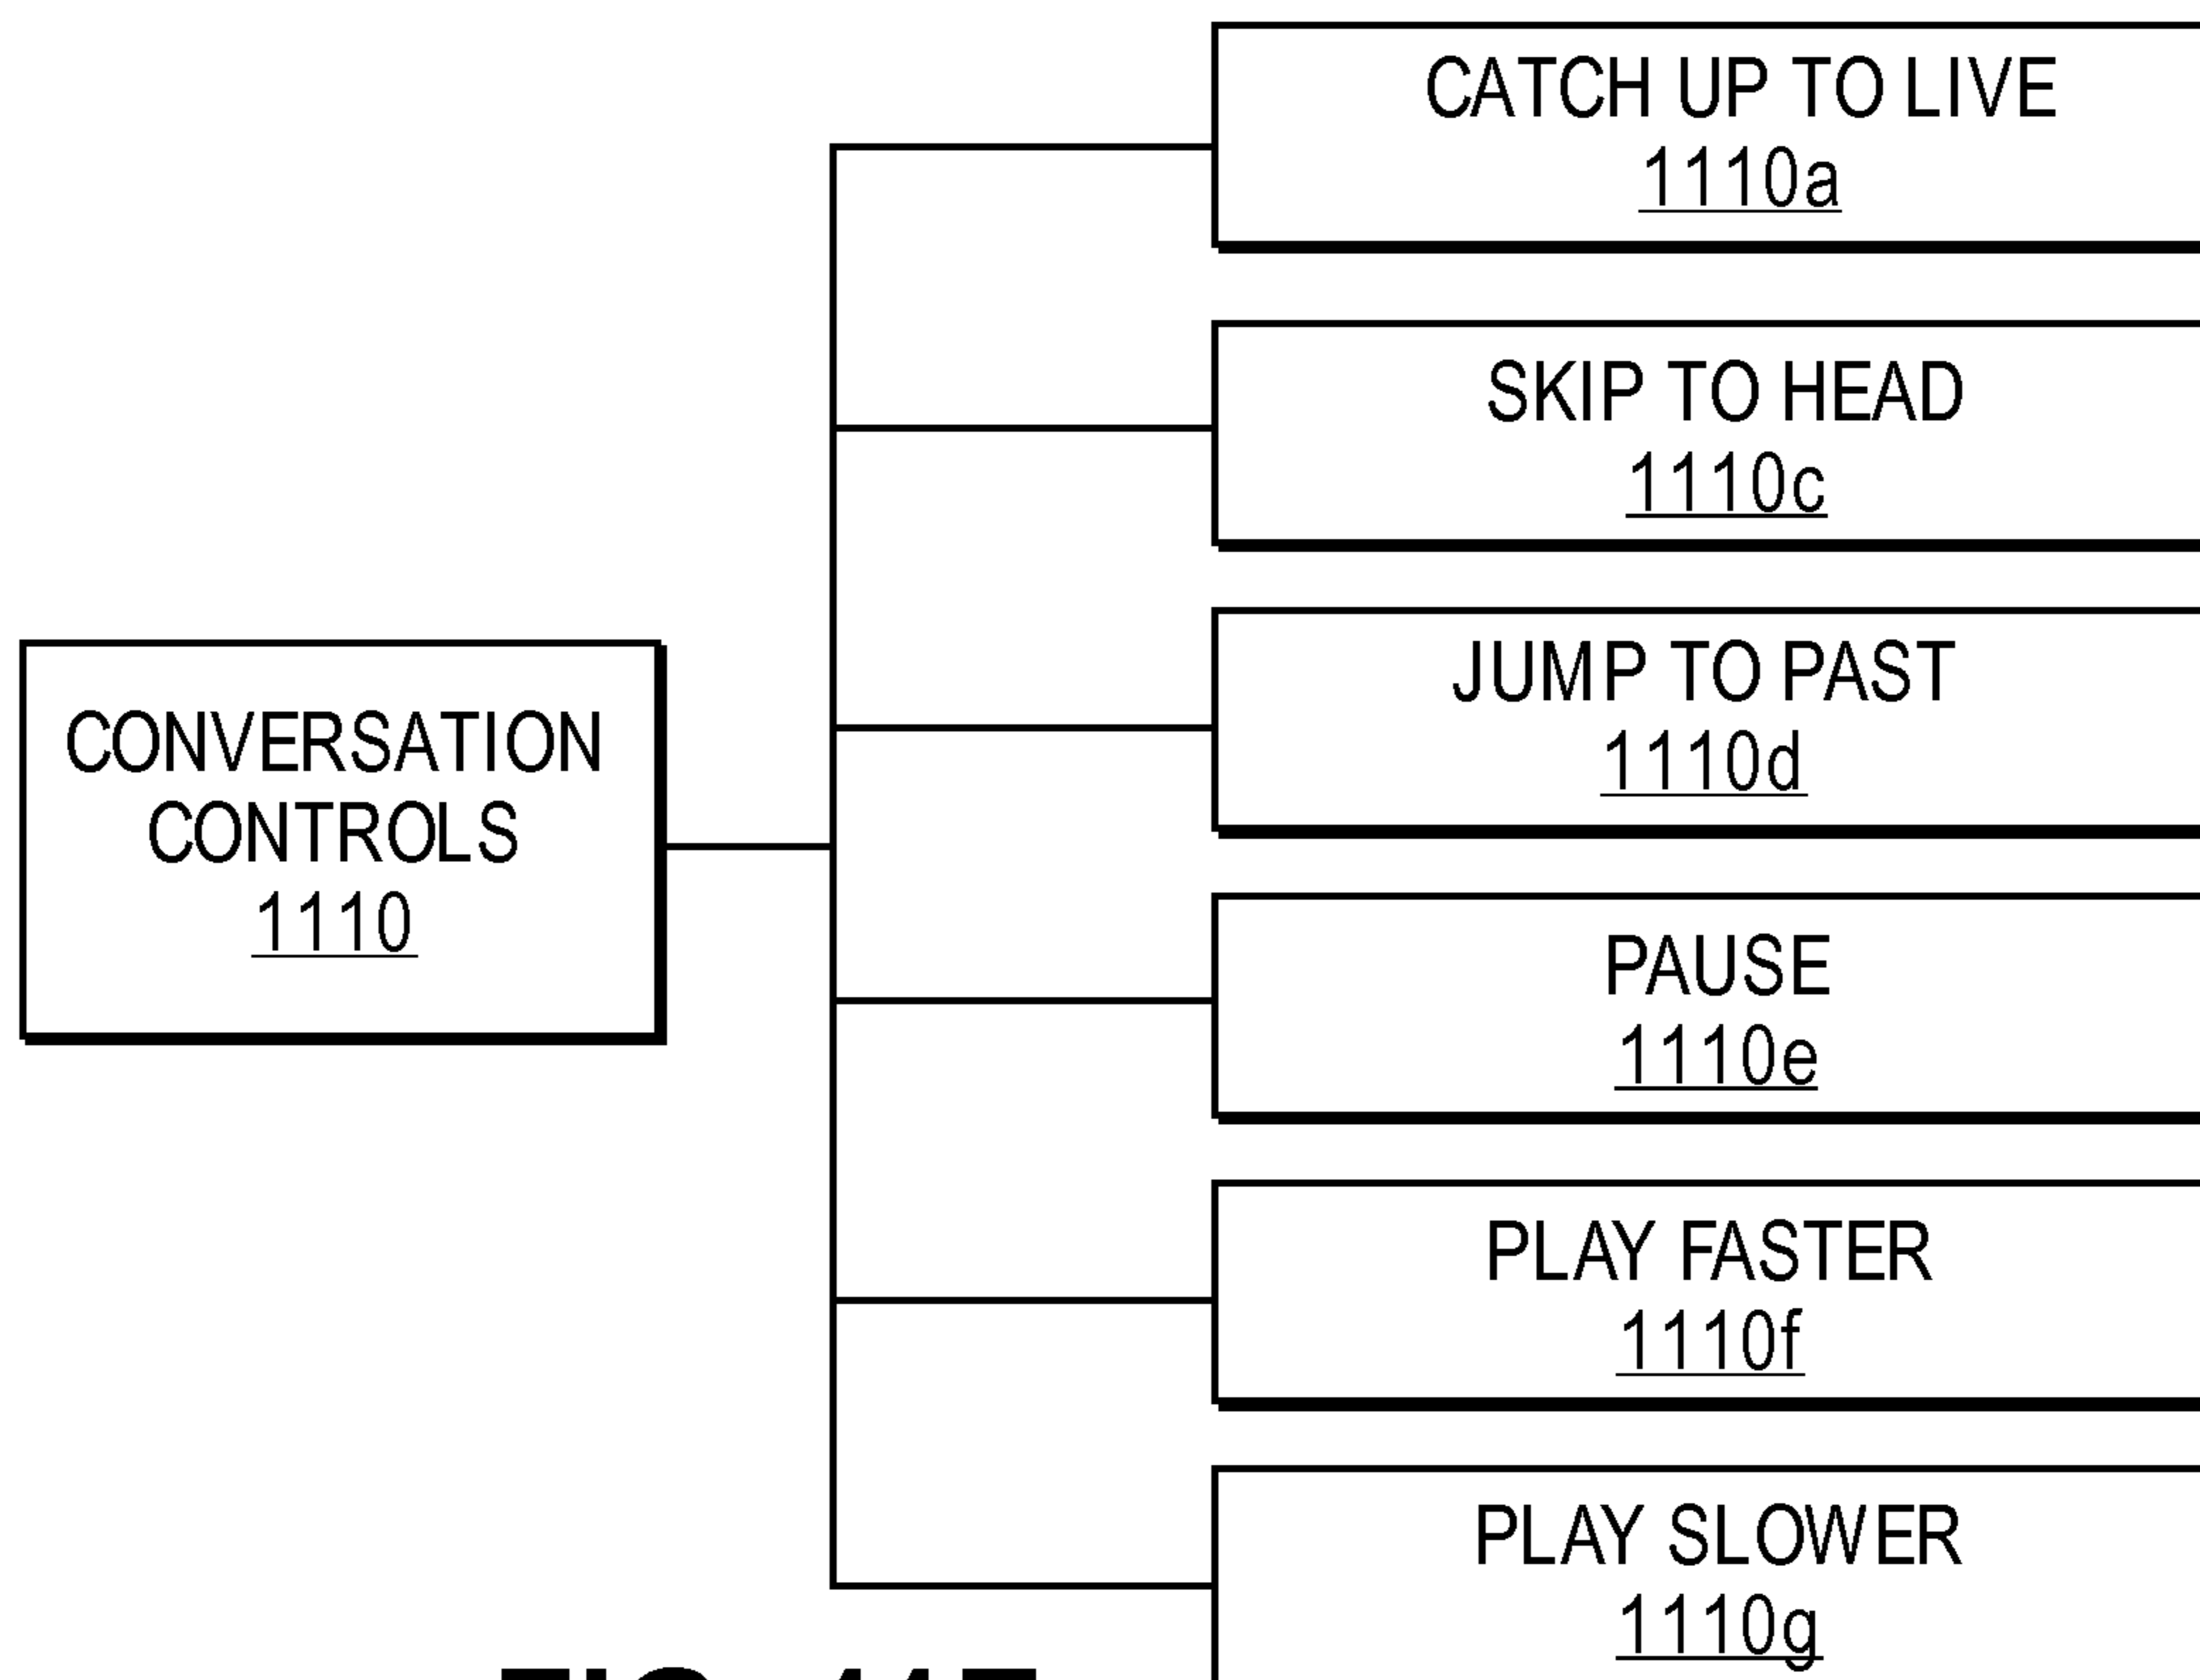 CATCH UP TO LIVE
1110a
SKIP TO HEAD
1110c
JUMP TO PAST
1110d
CONVERSATION
CONTROLS
1110
PAUSE
1110e
PLAY FASTER
1110f
PLAY SLOWER
1110g